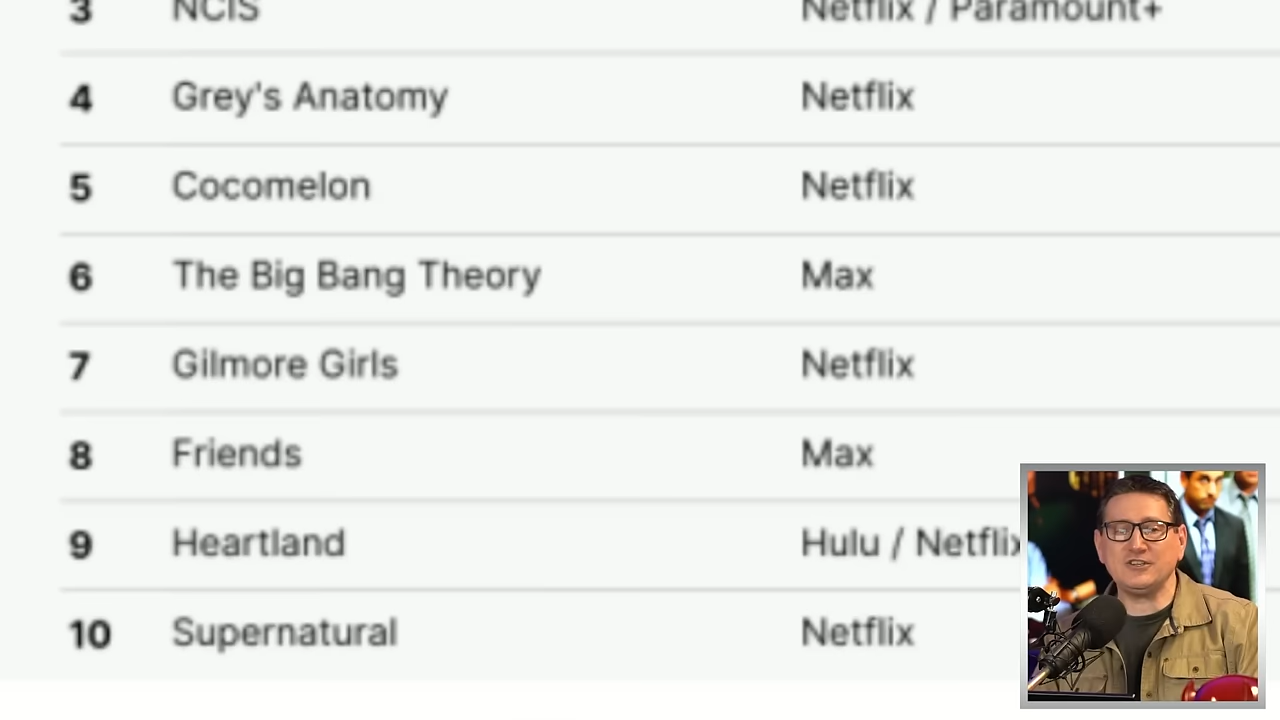 3 NCIS Netflix / Paramount+
4 Grey's Anatomy Netflix
5 Cocomelon Netflix
6 The Big Bang Theory Max
7 Gilmore Girls Netflix
8 Friends Max
9 Heartland Hulu / Netflix
10 Supernatural Netflix